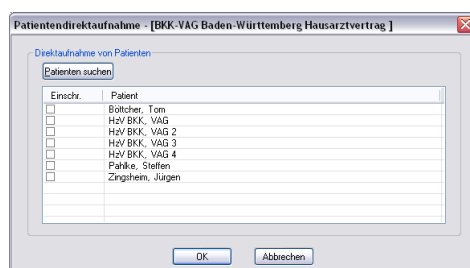 Patientendirektaufnahme - [BKK-VAG Baden-Württemberg Hausarztvertrag ]
Direktaufnahme von Patienten
Patienten suchen
Einschr. Patient
Böttcher, Tom
HzV BKK, VAG
HzV BKK, VAG 2
HzV BKK, VAG 3
HzV BKK, VAG 4
Pahlke, Steffen
Zingsheim, Jürgen
OK Abbrechen